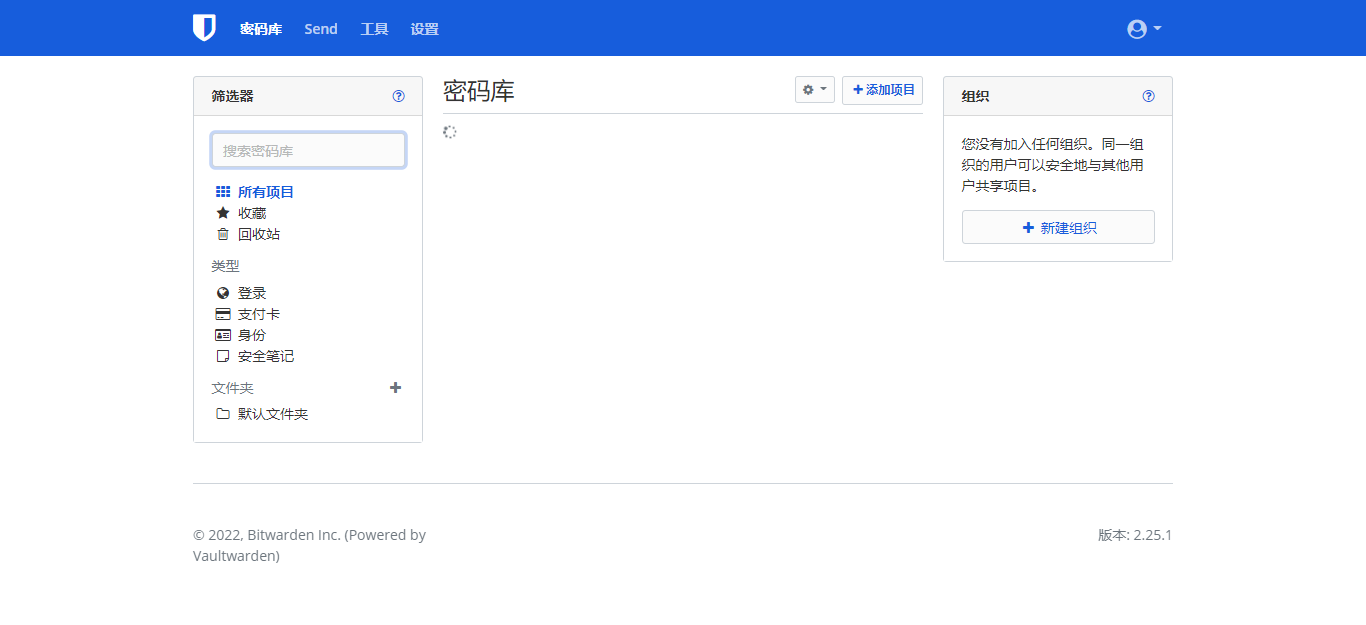 密码库 Send 工具 设置
筛选器
搜索密码库
所有项目
收藏
回收站
类型
登录
支付卡
身份
安全笔记
文件夹
默认文件夹
密码库
添加项目
组织
您没有加入任何组织。同一组
织的用户可以安全地与其他用
户共享项目。
新建组织
© 2022, Bitwarden Inc. (Powered by
Vaultwarden)
版本: 2.25.1